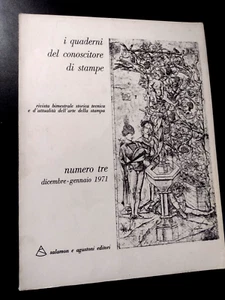 i quaderni
del conoscitore
di stampe
rivista bimestrale storica tecnica
e d'attualità dell'arte della stampa
numero tre
dicembre-gennaio 1971
salamon e agustoni editori